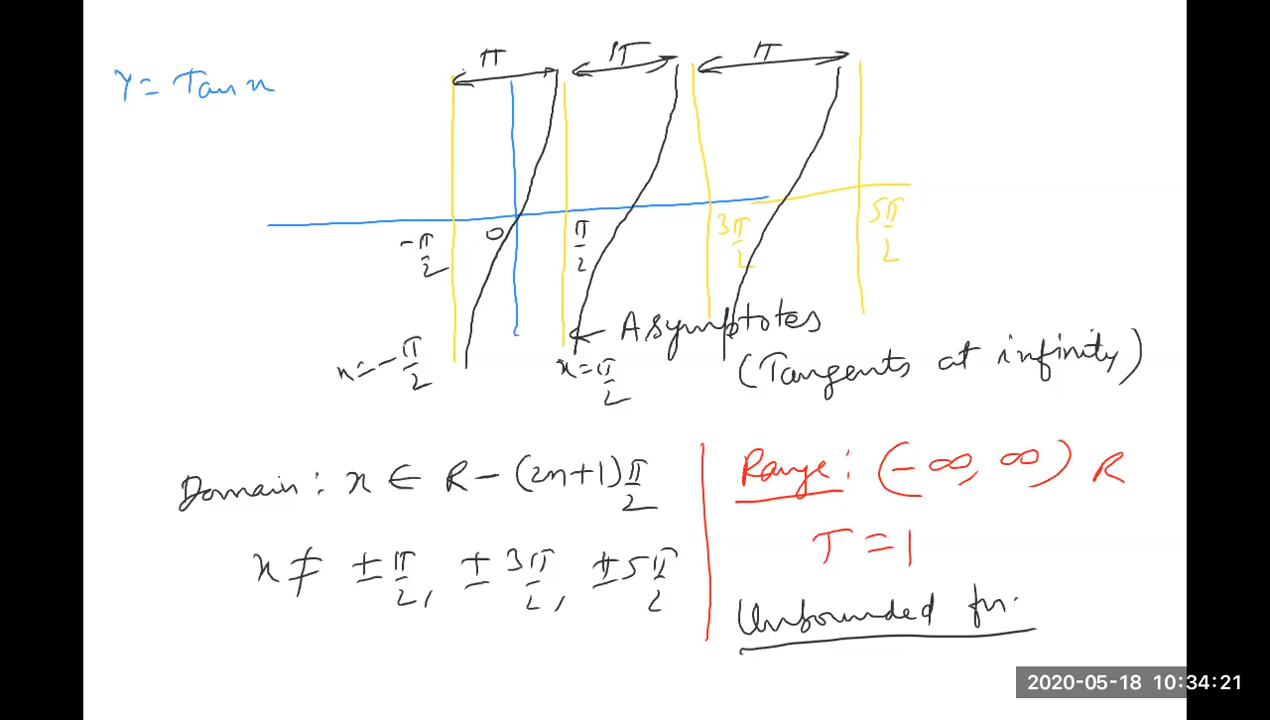 π π π
Y = Tan x
-π/2 0 π/2 3π/2 5π/2
← Asymptotes
x = -π/2 x = π/2 (Tangents at infinity)
Domain : x ∈ R - (2n+1) π/2
x ≠ ± π/2, ± 3π/2, ± 5π/2
Range : (-∞, ∞) R
T = 1
Unbounded fn.
2020-05-18 10:34:21